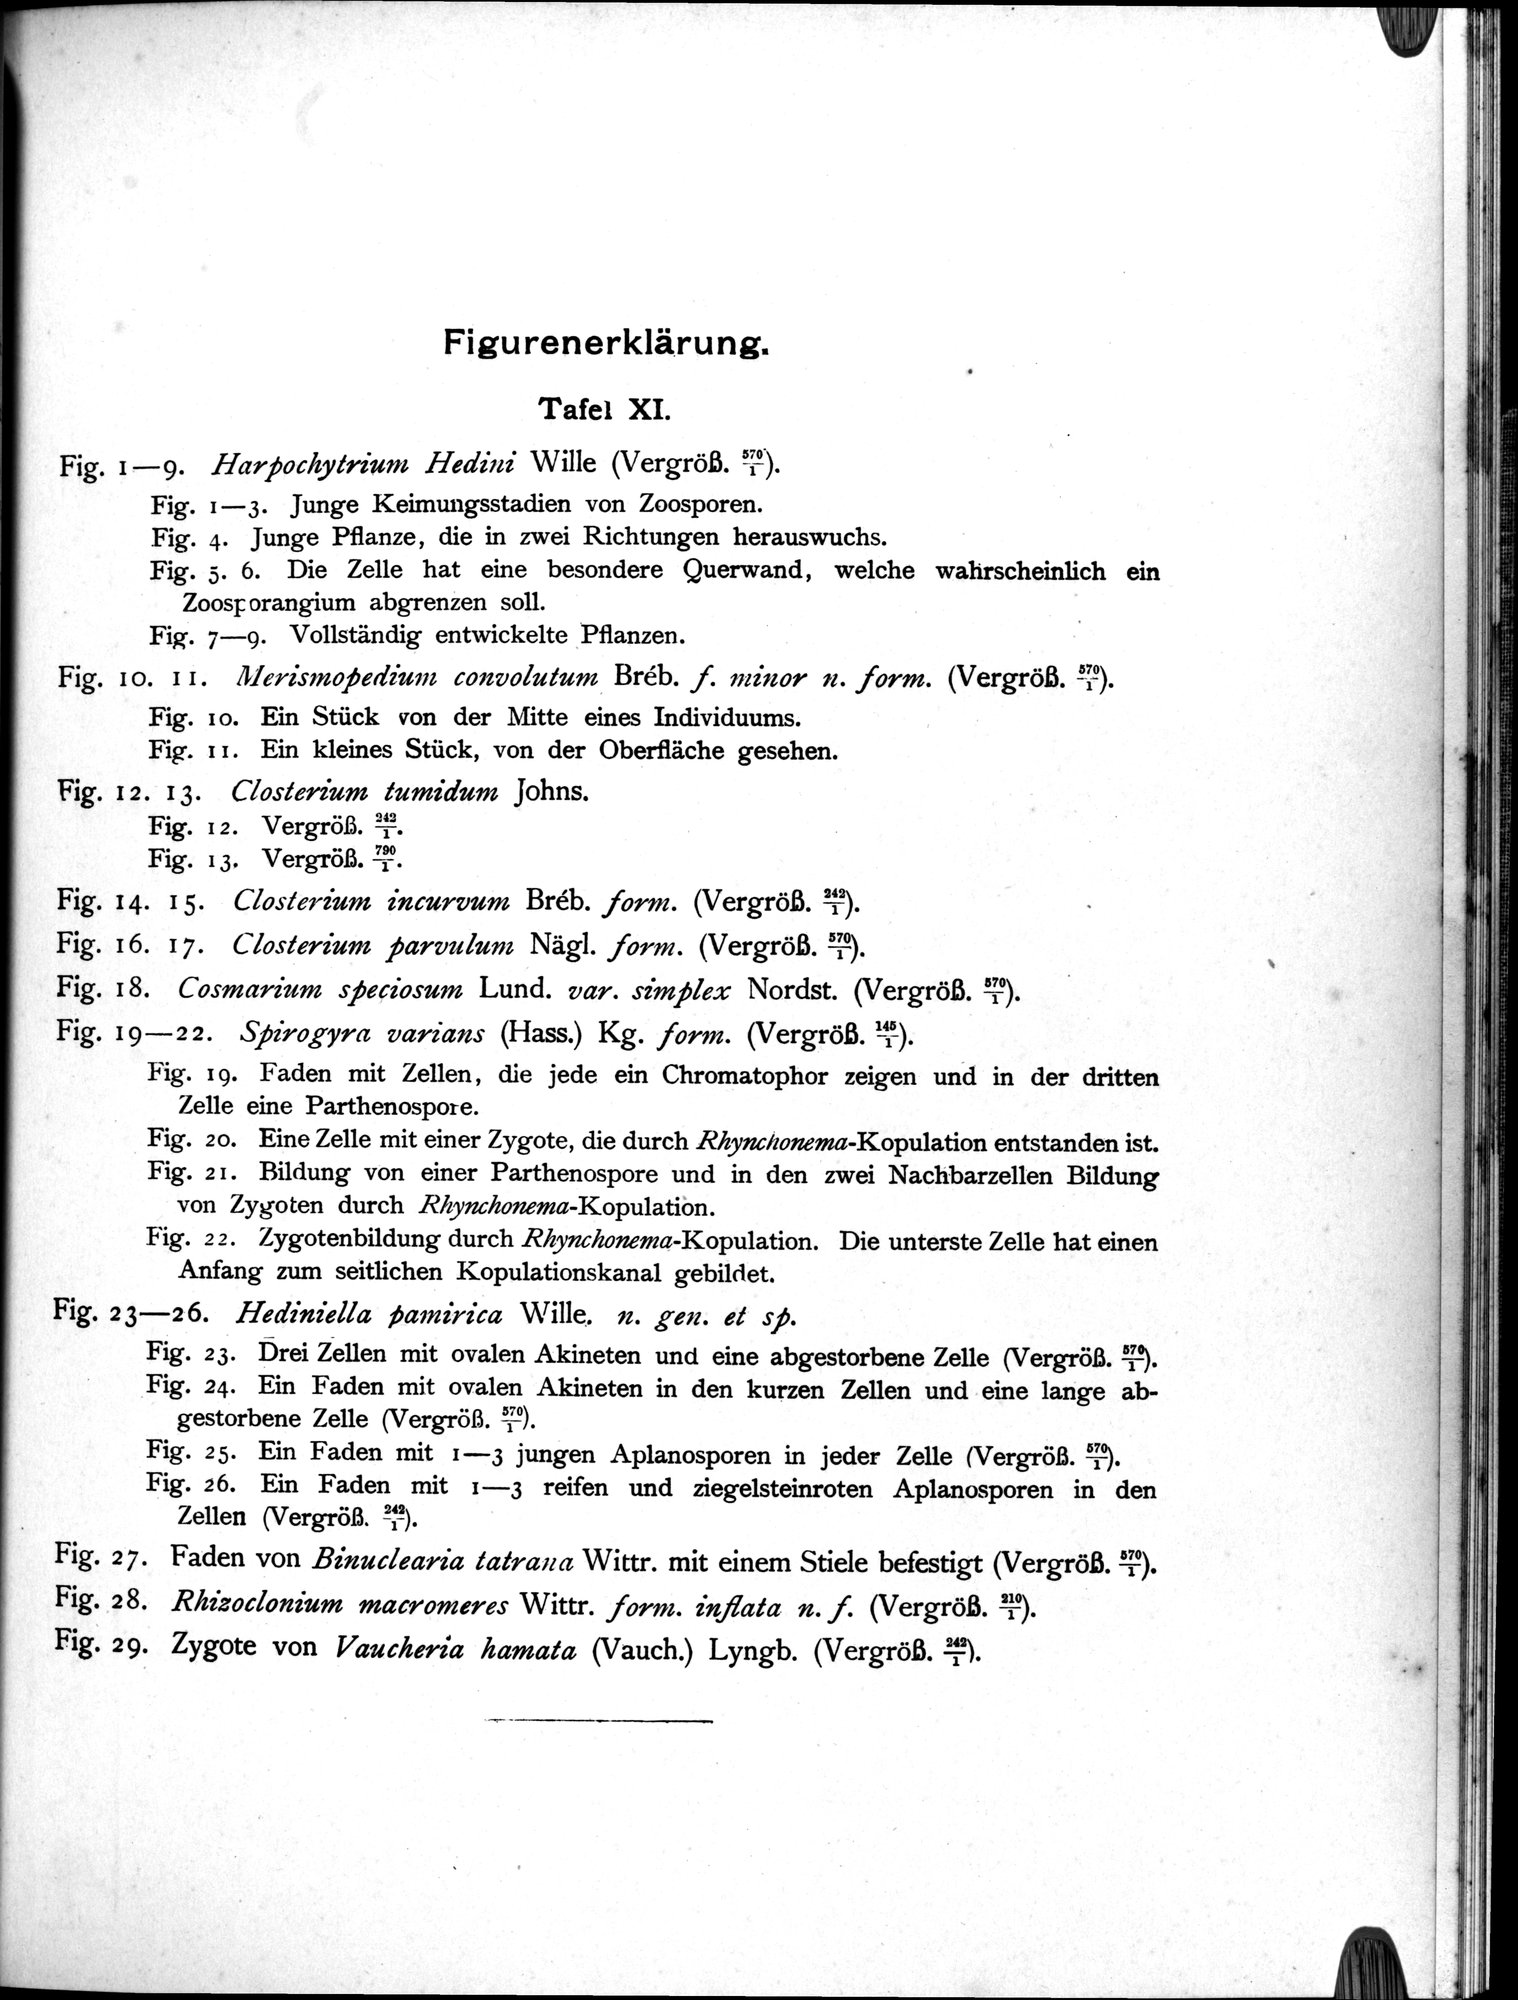 Figurenerklärung.
Tafel XI.
Fig. 1—9. Harpochytrium Hedini Wille (Vergröß. 570/1).
Fig. 1—3. Junge Keimungsstadien von Zoosporen.
Fig. 4. Junge Pflanze, die in zwei Richtungen herauswuchs.
Fig. 5. 6. Die Zelle hat eine besondere Querwand, welche wahrscheinlich ein
Zoosporangium abgrenzen soll.
Fig. 7—9. Vollständig entwickelte Pflanzen.
Fig. 10. 11. Merismopedium convolutum Bréb. f. minor n. form. (Vergröß. 570/1).
Fig. 10. Ein Stück von der Mitte eines Individuums.
Fig. 11. Ein kleines Stück, von der Oberfläche gesehen.
Fig. 12. 13. Closterium tumidum Johns.
Fig. 12. Vergröß. 242/1.
Fig. 13. Vergröß. 790/1.
Fig. 14. 15. Closterium incurvum Bréb. form. (Vergröß. 242/1).
Fig. 16. 17. Closterium parvulum Nägl. form. (Vergröß. 570/1).
Fig. 18. Cosmarium speciosum Lund. var. simplex Nordst. (Vergröß. 570/1).
Fig. 19—22. Spirogyra varians (Hass.) Kg. form. (Vergröß. 145/1).
Fig. 19. Faden mit Zellen, die jede ein Chromatophor zeigen und in der dritten
Zelle eine Parthenospore.
Fig. 20. Eine Zelle mit einer Zygote, die durch Rhynchonema-Kopulation entstanden ist.
Fig. 21. Bildung von einer Parthenospore und in den zwei Nachbarzellen Bildung
von Zygoten durch Rhynchonema-Kopulation.
Fig. 22. Zygotenbildung durch Rhynchonema-Kopulation. Die unterste Zelle hat einen
Anfang zum seitlichen Kopulationskanal gebildet.
Fig. 23—26. Hediniella pamirica Wille. n. gen. et sp.
Fig. 23. Drei Zellen mit ovalen Akineten und eine abgestorbene Zelle (Vergröß. 570/1).
Fig. 24. Ein Faden mit ovalen Akineten in den kurzen Zellen und eine lange ab-
gestorbene Zelle (Vergröß. 570/1).
Fig. 25. Ein Faden mit 1—3 jungen Aplanosporen in jeder Zelle (Vergröß. 570/1).
Fig. 26. Ein Faden mit 1—3 reifen und ziegelsteinroten Aplanosporen in den
Zellen (Vergröß. 242/1).
Fig. 27. Faden von Binuclearia tatrana Wittr. mit einem Stiele befestigt (Vergröß. 570/1).
Fig. 28. Rhizoclonium macromeres Wittr. form. inflata n. f. (Vergröß. 210/1).
Fig. 29. Zygote von Vaucheria hamata (Vauch.) Lyngb. (Vergröß. 242/1).